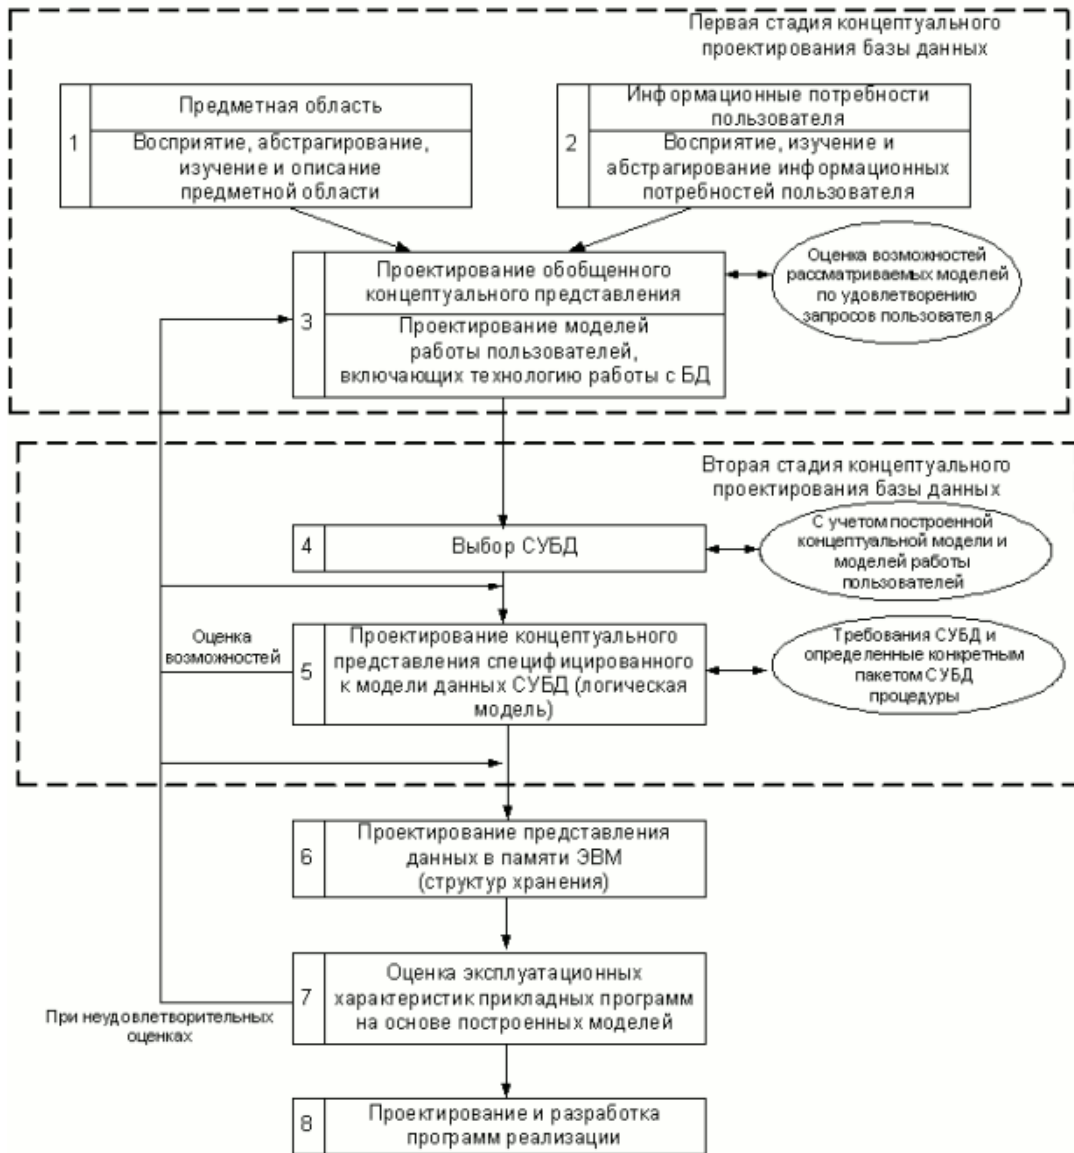 Первая стадия концептуального
проектирования базы данных
1
Предметная область
Восприятие, абстрагирование,
изучение и описание
предметной области
2
Информационные потребности
пользователя
Восприятие, изучение и
абстрагирование информационных
потребностей пользователя
3
Проектирование обобщенного
концептуального представления
Проектирование моделей
работы пользователей,
включающих технологию работы с БД
Оценка возможностей
рассматриваемых моделей
по удовлетворению
запросов пользователя
Вторая стадия концептуального
проектирования базы данных
4
Выбор СУБД
С учетом построенной
концептуальной модели и
моделей работы
пользователей
Оценка
возможностей
5
Проектирование концептуального
представления специфицированного
к модели данных СУБД (логическая
модель)
Требования СУБД и
определенные конкретным
пакетом СУБД
процедуры
6
Проектирование представления
данных в памяти ЭВМ
(структур хранения)
7
Оценка эксплуатационных
характеристик прикладных программ
на основе построенных моделей
При неудовлетворительных
оценках
8
Проектирование и разработка
программ реализации